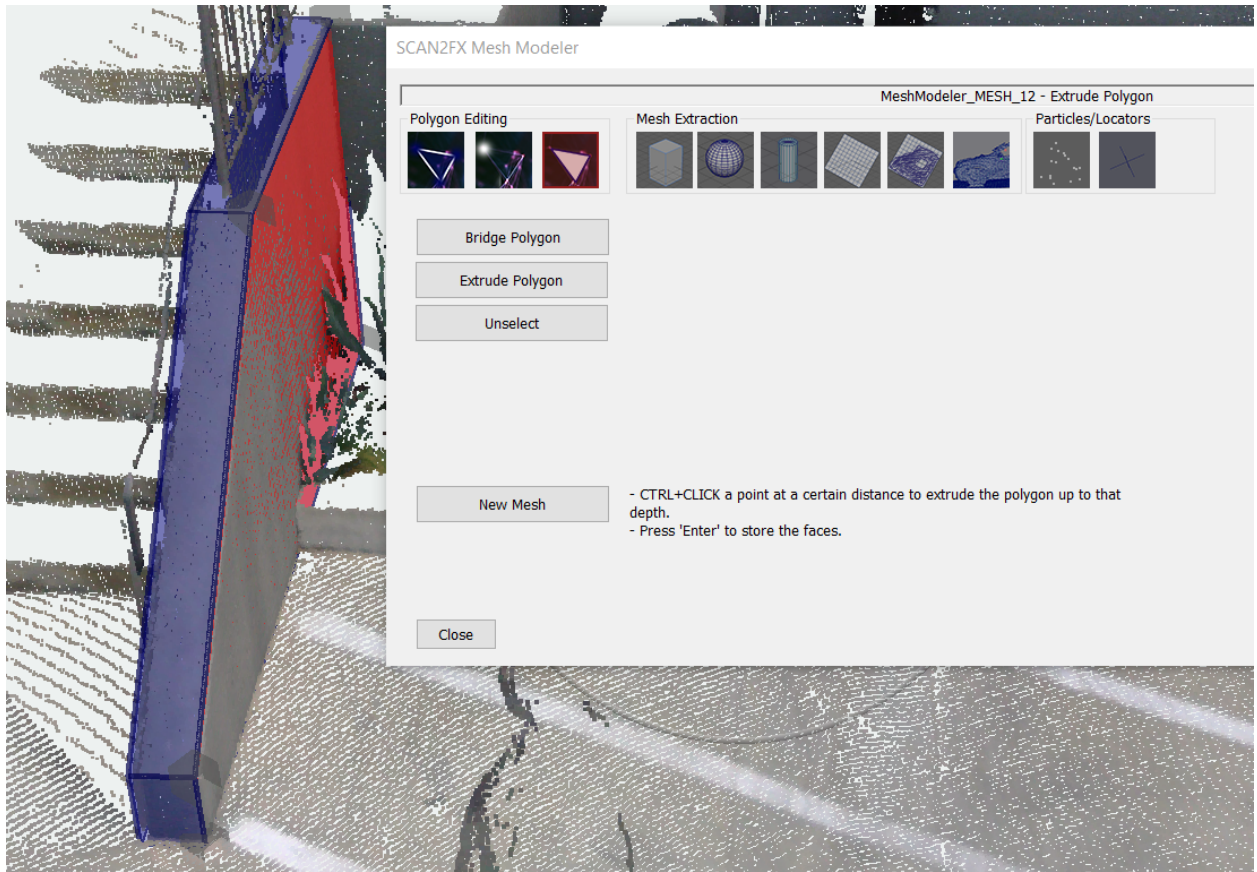 SCAN2FX Mesh Modeler
MeshModeler_MESH_12 - Extrude Polygon
Polygon Editing
Mesh Extraction
Particles/Locators
Bridge Polygon
Extrude Polygon
Unselect
New Mesh
- CTRL+CLICK a point at a certain distance to extrude the polygon up to that
depth.
- Press 'Enter' to store the faces.
Close